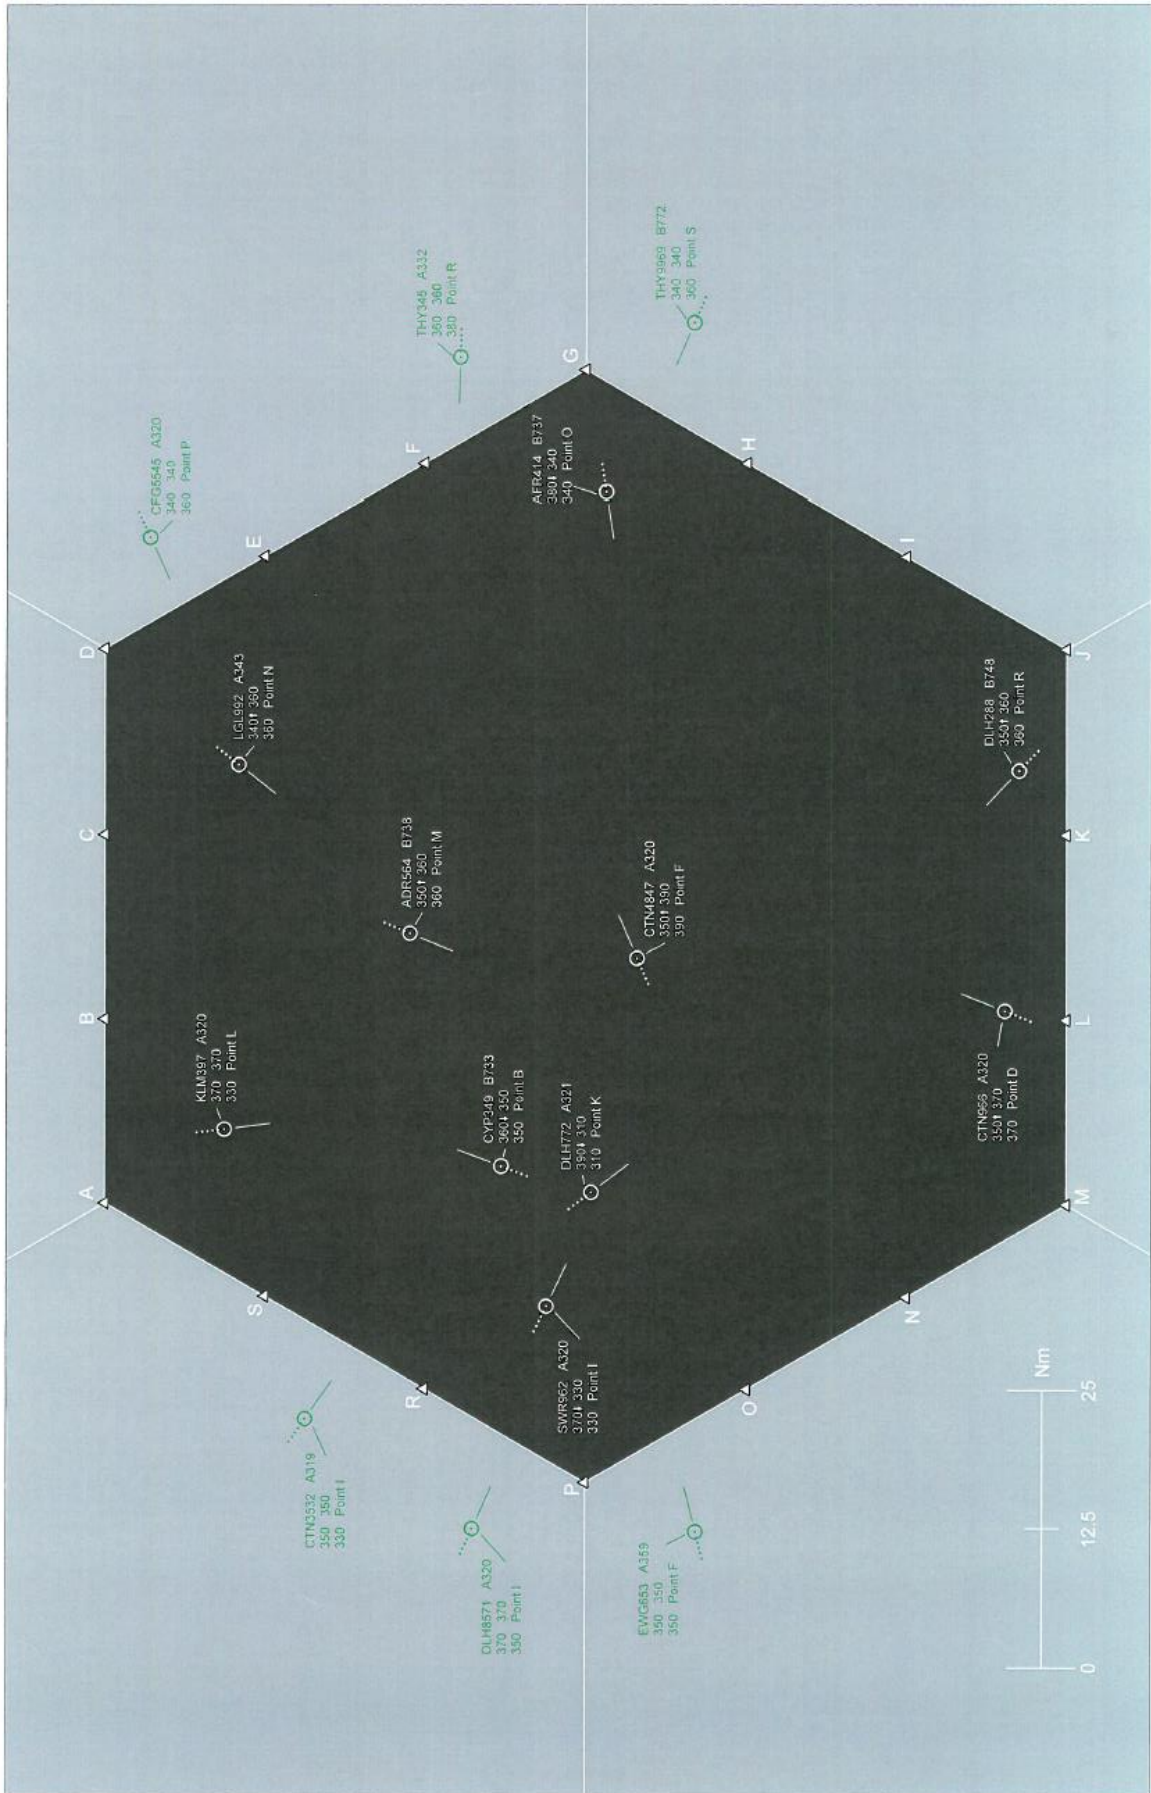 A
B
C
D
E
F
G
H
I
J
K
L
M
N
O
P
R
S
CFG5545 A320
340 340
360 Point P
THY345 A332
360 360
380 Point R
THY9969 B772
340 340
360 Point S
AFR414 B737
380⬇ 340
340 Point O
LGL992 A343
340⬆ 360
360 Point N
ADR564 B738
350⬆ 360
360 Point M
KLM397 A320
370 370
330 Point L
CYP349 B733
360⬇ 350
350 Point B
DLH772 A321
390⬇ 310
310 Point K
CTN4847 A320
350⬆ 390
390 Point F
DLH288 B748
350⬆ 360
360 Point R
CTN966 A320
350⬆ 370
370 Point D
SWR962 A320
370⬇ 330
330 Point I
CTN3532 A319
350 350
330 Point I
DLH8571 A320
370 370
350 Point I
EWG653 A359
350 350
350 Point F
Nm
0 12.5 25